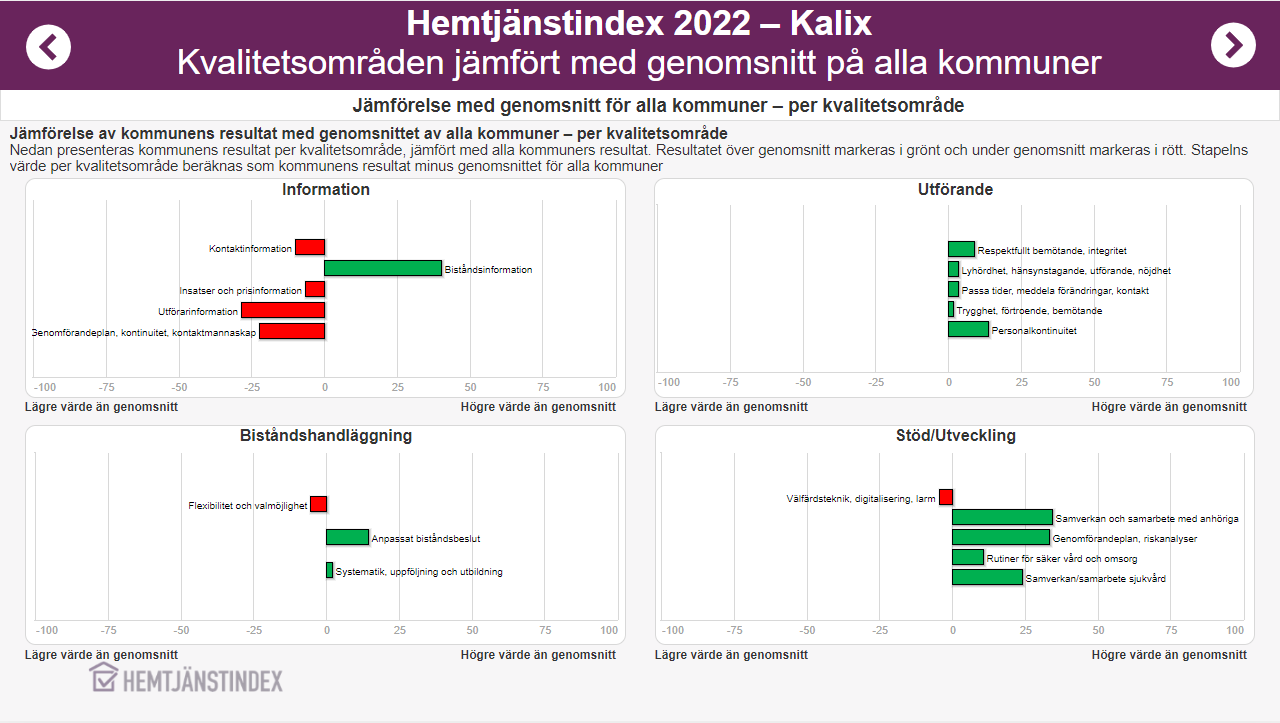 Hemtjänstindex 2022 – Kalix
Kvalitetsområden jämfört med genomsnitt på alla kommuner
Jämförelse med genomsnitt för alla kommuner – per kvalitetsområde
Jämförelse av kommunens resultat med genomsnittet av alla kommuner – per kvalitetsområde
Nedan presenteras kommunens resultat per kvalitetsområde, jämfört med alla kommuners resultat. Resultatet över genomsnitt markeras i grönt och under genomsnitt markeras i rött. Stapelns
värde per kvalitetsområde beräknas som kommunens resultat minus genomsnittet för alla kommuner
Information
Kontaktinformation
Biståndsinformation
Insatser och prisinformation
Utförarinformation
Genomförandeplan, kontinuitet, kontaktmannaskap
-100 -75 -50 -25 0 25 50 75 100
Lägre värde än genomsnitt Högre värde än genomsnitt
Utförande
Respektfullt bemötande, integritet
Lyhördhet, hänsynstagande, utförande, nöjdhet
Passa tider, meddela förändringar, kontakt
Trygghet, förtroende, bemötande
Personalkontinuitet
-100 -75 -50 -25 0 25 50 75 100
Lägre värde än genomsnitt Högre värde än genomsnitt
Biståndshandläggning
Flexibilitet och valmöjlighet
Anpassat biståndsbeslut
Systematik, uppföljning och utbildning
-100 -75 -50 -25 0 25 50 75 100
Lägre värde än genomsnitt Högre värde än genomsnitt
Stöd/Utveckling
Välfärdsteknik, digitalisering, larm
Samverkan och samarbete med anhöriga
Genomförandeplan, riskanalyser
Rutiner för säker vård och omsorg
Samverkan/samarbete sjukvård
-100 -75 -50 -25 0 25 50 75 100
Lägre värde än genomsnitt Högre värde än genomsnitt
HEMTJÄNSTINDEX